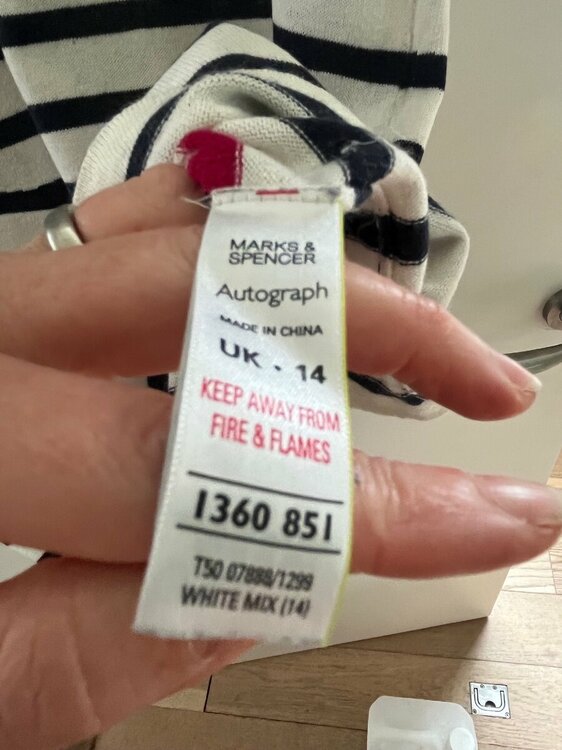 MARKS &
SPENCER
Autograph
MADE IN CHINA
UK . 14
KEEP AWAY FROM
FIRE & FLAMES
1360 851
T50 07888/1299
WHITE MIX (14)